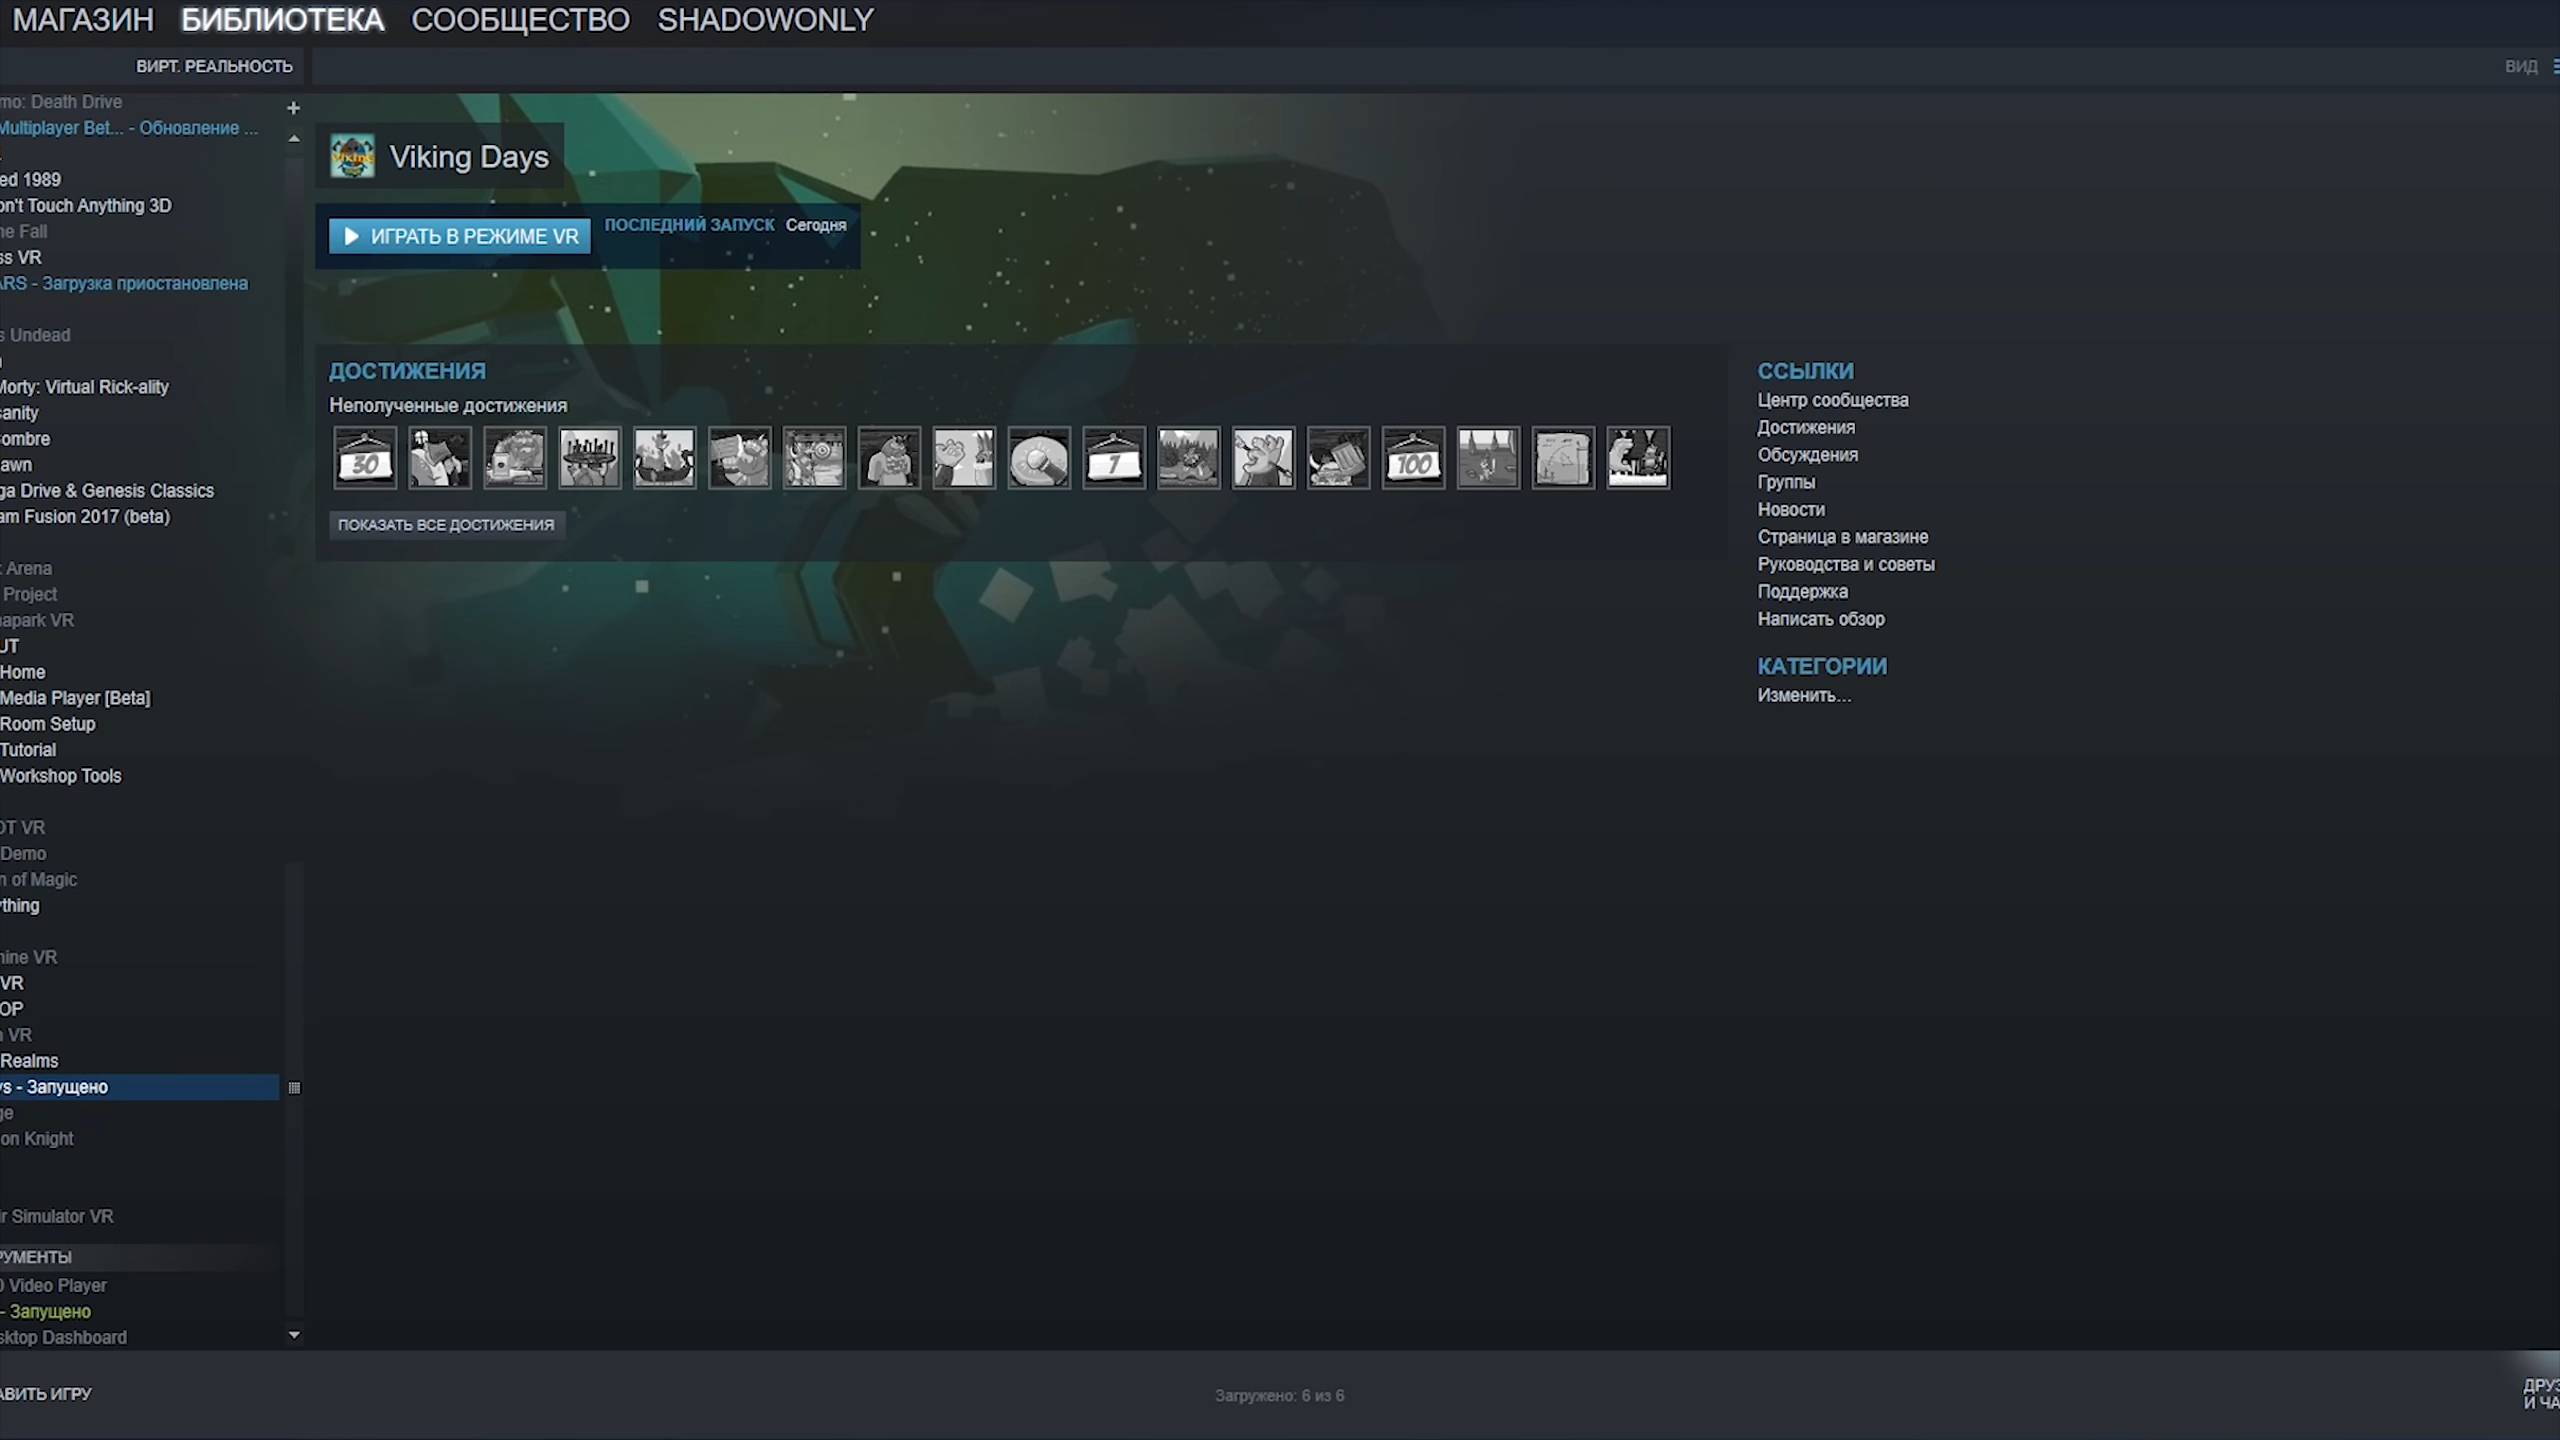 МАГАЗИН БИБЛИОТЕКА СООБЩЕСТВО SHADOWONLY
ВИРТ. РЕАЛЬНОСТЬ
ВИД
mo: Death Drive
Multiplayer Bet... - Обновление ...
ed 1989
on't Touch Anything 3D
he Fall
ss VR
ARS - Загрузка приостановлена
s Undead
Morty: Virtual Rick-ality
sanity
Sombre
awn
ga Drive & Genesis Classics
am Fusion 2017 (beta)
Arena
Project
apark VR
UT
Home
Media Player [Beta]
Room Setup
Tutorial
Workshop Tools
OT VR
Demo
n of Magic
ything
hine VR
VR
OP
VR
Realms
ys - Запущено
ge
on Knight
r Simulator VR
РУМЕНТЫ
Video Player
- Запущено
sktop Dashboard
АВИТЬ ИГРУ
Viking Days
ИГРАТЬ В РЕЖИМЕ VR
ПОСЛЕДНИЙ ЗАПУСК Сегодня
ДОСТИЖЕНИЯ
Неполученные достижения
30 7 100
ПОКАЗАТЬ ВСЕ ДОСТИЖЕНИЯ
ССЫЛКИ
Центр сообщества
Достижения
Обсуждения
Группы
Новости
Страница в магазине
Руководства и советы
Поддержка
Написать обзор
КАТЕГОРИИ
Изменить...
Загружено: 6 из 6
ДРУЗ
И ЧА